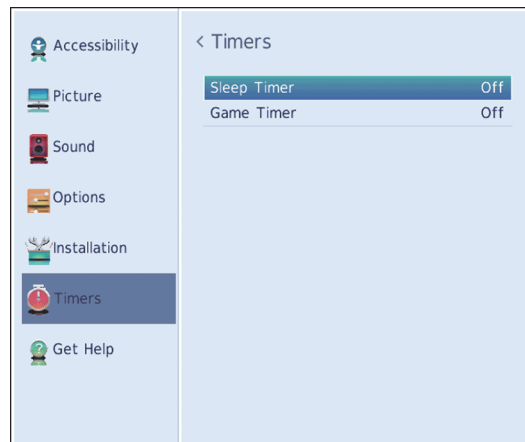 Accessibility
Picture
Sound
Options
Installation
Timers
Get Help
< Timers
Sleep Timer Off
Game Timer Off